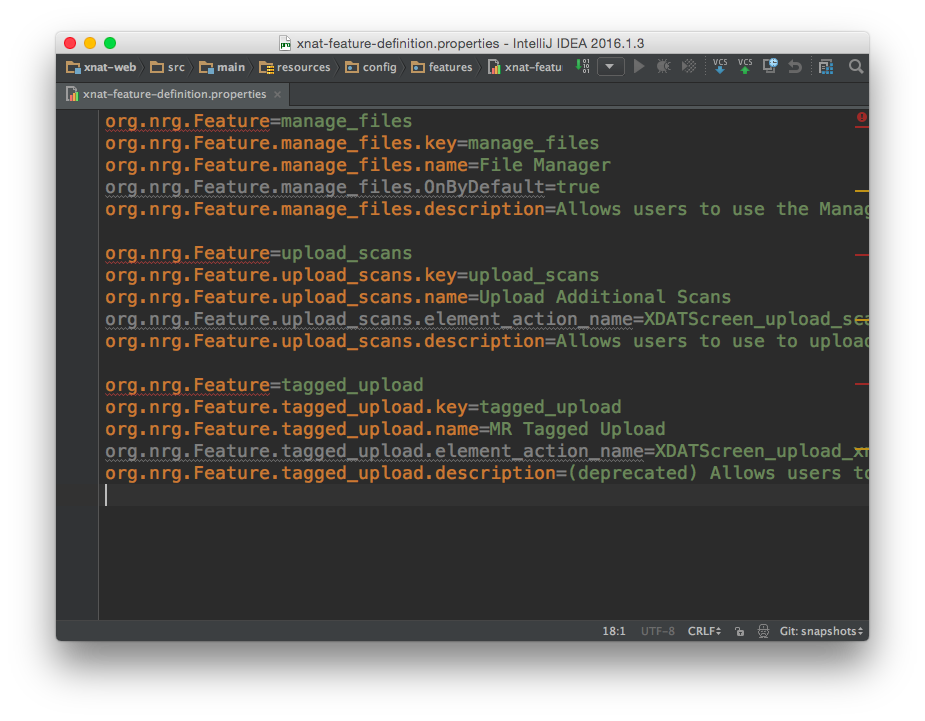 xnat-feature-definition.properties - IntelliJ IDEA 2016.1.3
xnat-web src main resources config features xnat-featu VCS VCS
xnat-feature-definition.properties
org.nrg.Feature=manage_files
org.nrg.Feature.manage_files.key=manage_files
org.nrg.Feature.manage_files.name=File Manager
org.nrg.Feature.manage_files.OnByDefault=true
org.nrg.Feature.manage_files.description=Allows users to use the Manag
org.nrg.Feature=upload_scans
org.nrg.Feature.upload_scans.key=upload_scans
org.nrg.Feature.upload_scans.name=Upload Additional Scans
org.nrg.Feature.upload_scans.element_action_name=XDATScreen_upload_sca
org.nrg.Feature.upload_scans.description=Allows users to use to upload
org.nrg.Feature=tagged_upload
org.nrg.Feature.tagged_upload.key=tagged_upload
org.nrg.Feature.tagged_upload.name=MR Tagged Upload
org.nrg.Feature.tagged_upload.element_action_name=XDATScreen_upload_xn
org.nrg.Feature.tagged_upload.description=(deprecated) Allows users to
18:1 UTF-8 CRLF Git: snapshots